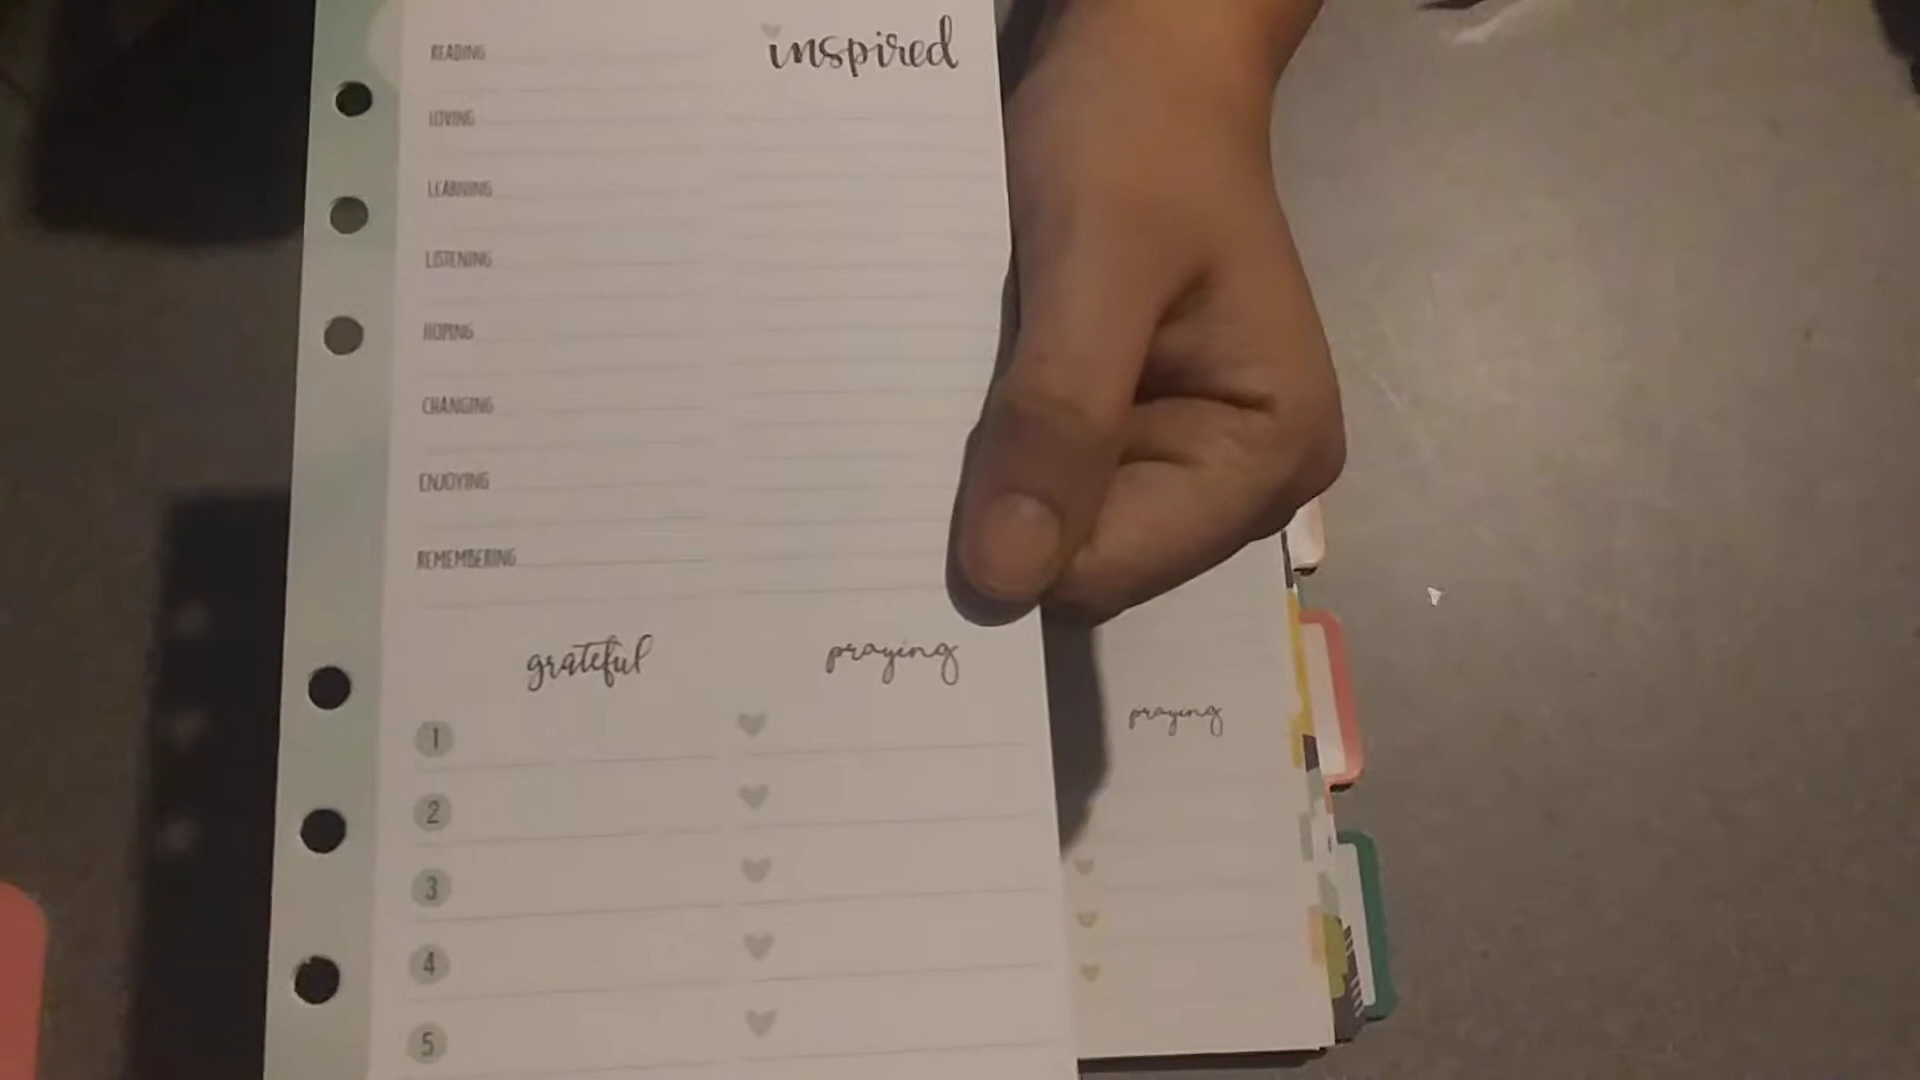 READING
inspired
LOVING
LEARNING
LISTENING
HOPING
CHANGING
ENJOYING
REMEMBERING
grateful
praying
1
2
3
4
5
praying